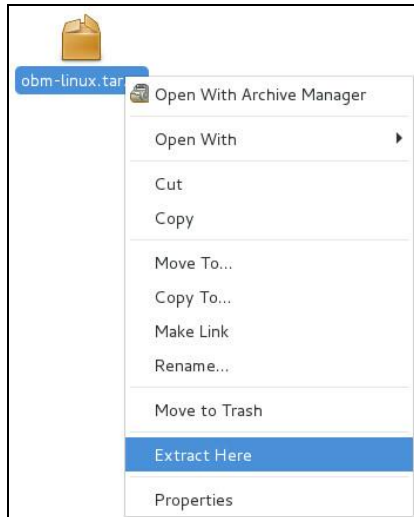 obm-linux.tar.
Open With Archive Manager
Open With
Cut
Copy
Move To...
Copy To...
Make Link
Rename...
Move to Trash
Extract Here
Properties